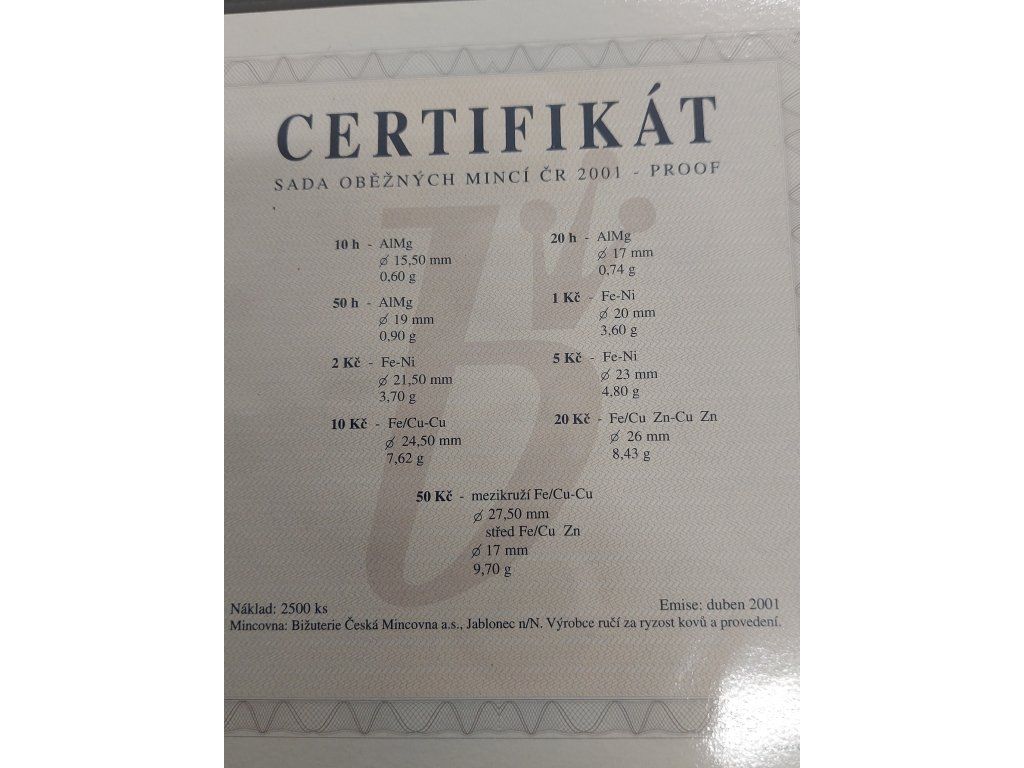 CERTIFIKÁT
SADA OBĚŽNÝCH MINCÍ ČR 2001 - PROOF
10 h - AlMg
⌀ 15,50 mm
0,60 g
20 h - AlMg
⌀ 17 mm
0,74 g
50 h - AlMg
⌀ 19 mm
0,90 g
1 Kč - Fe-Ni
⌀ 20 mm
3,60 g
2 Kč - Fe-Ni
⌀ 21,50 mm
3,70 g
5 Kč - Fe-Ni
⌀ 23 mm
4,80 g
10 Kč - Fe/Cu-Cu
⌀ 24,50 mm
7,62 g
20 Kč - Fe/Cu Zn-Cu Zn
⌀ 26 mm
8,43 g
50 Kč - mezikruží Fe/Cu-Cu
⌀ 27,50 mm
střed Fe/Cu Zn
⌀ 17 mm
9,70 g
Náklad: 2500 ks
Emise: duben 2001
Mincovna: Bižuterie Česká Mincovna a.s., Jablonec n/N. Výrobce ručí za ryzost kovů a provedení.